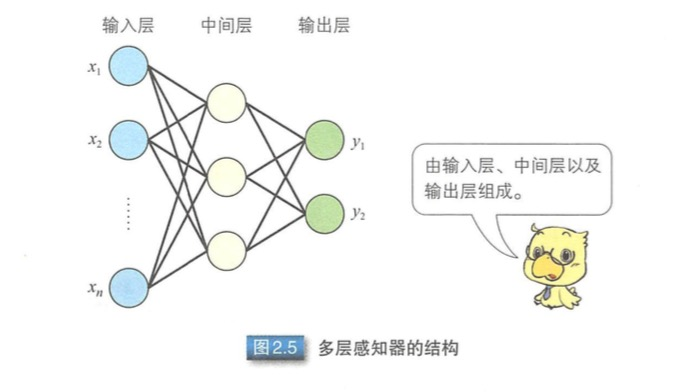 输入层 中间层 输出层
x1
x2
……
xn
y1
y2
由输入层、中间层以及
输出层组成。
图2.5 多层感知器的结构